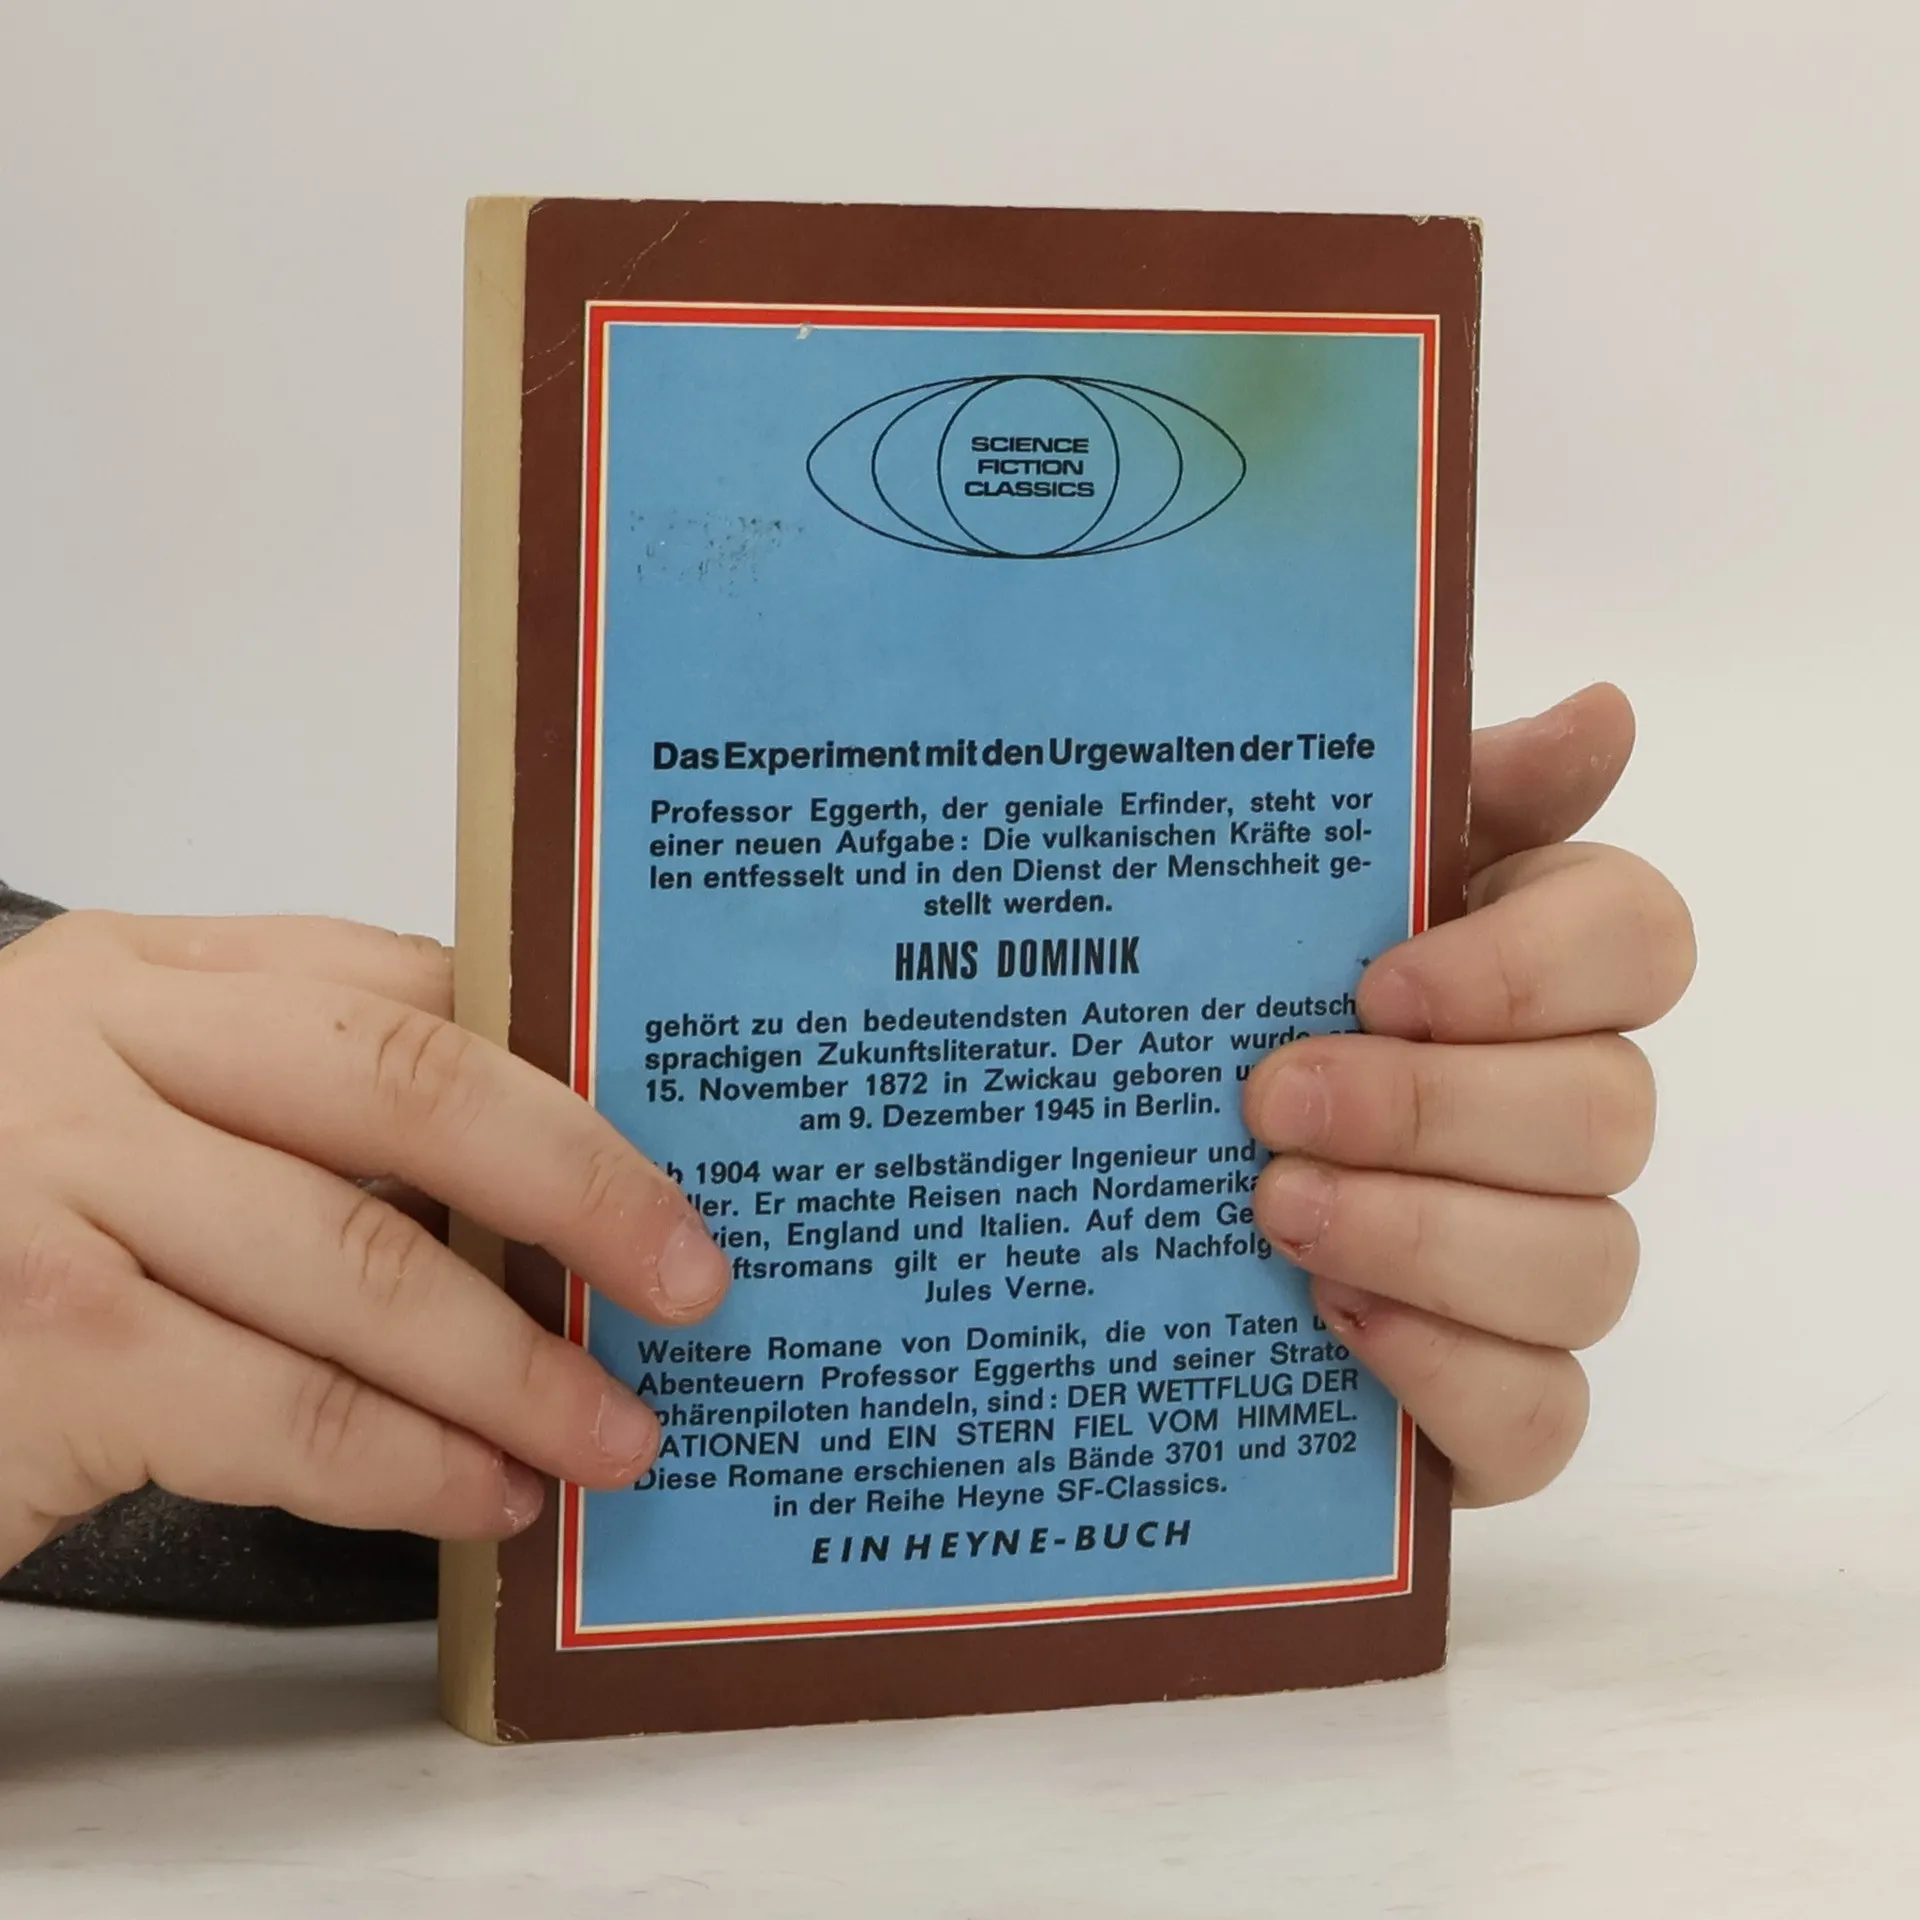 SCIENCE
FICTION
CLASSICS
Das Experiment mit den Urgewalten der Tiefe
Professor Eggerth, der geniale Erfinder, steht vor
einer neuen Aufgabe: Die vulkanischen Kräfte sol-
len entfesselt und in den Dienst der Menschheit ge-
stellt werden.
HANS DOMINIK
gehört zu den bedeutendsten Autoren der deutsch
sprachigen Zukunftsliteratur. Der Autor wurde
15. November 1872 in Zwickau geboren
am 9. Dezember 1945 in Berlin.
1904 war er selbständiger Ingenieur und
Er machte Reisen nach Nordamerika
England und Italien. Auf dem
gilt er heute als
Jules Verne.
Weitere Romane von Dominik, die von Taten
Abenteuern Professor Eggerths und seiner Strato
phärenpiloten handeln, sind: DER WETTFLUG DER
ATIONEN und EIN STERN FIEL VOM HIMMEL.
Diese Romane erschienen als Bände 3701 und 3702
in der Reihe Heyne SF-Classics.
EIN HEYNE-BUCH